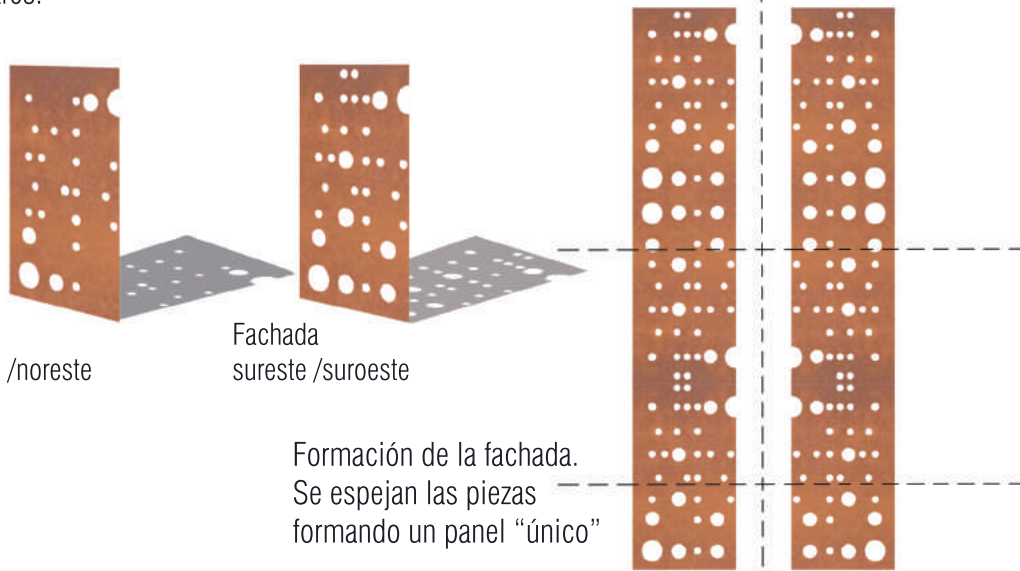 /noreste
Fachada
sureste /suroeste
Formación de la fachada.
Se espejan las piezas
formando un panel “único”